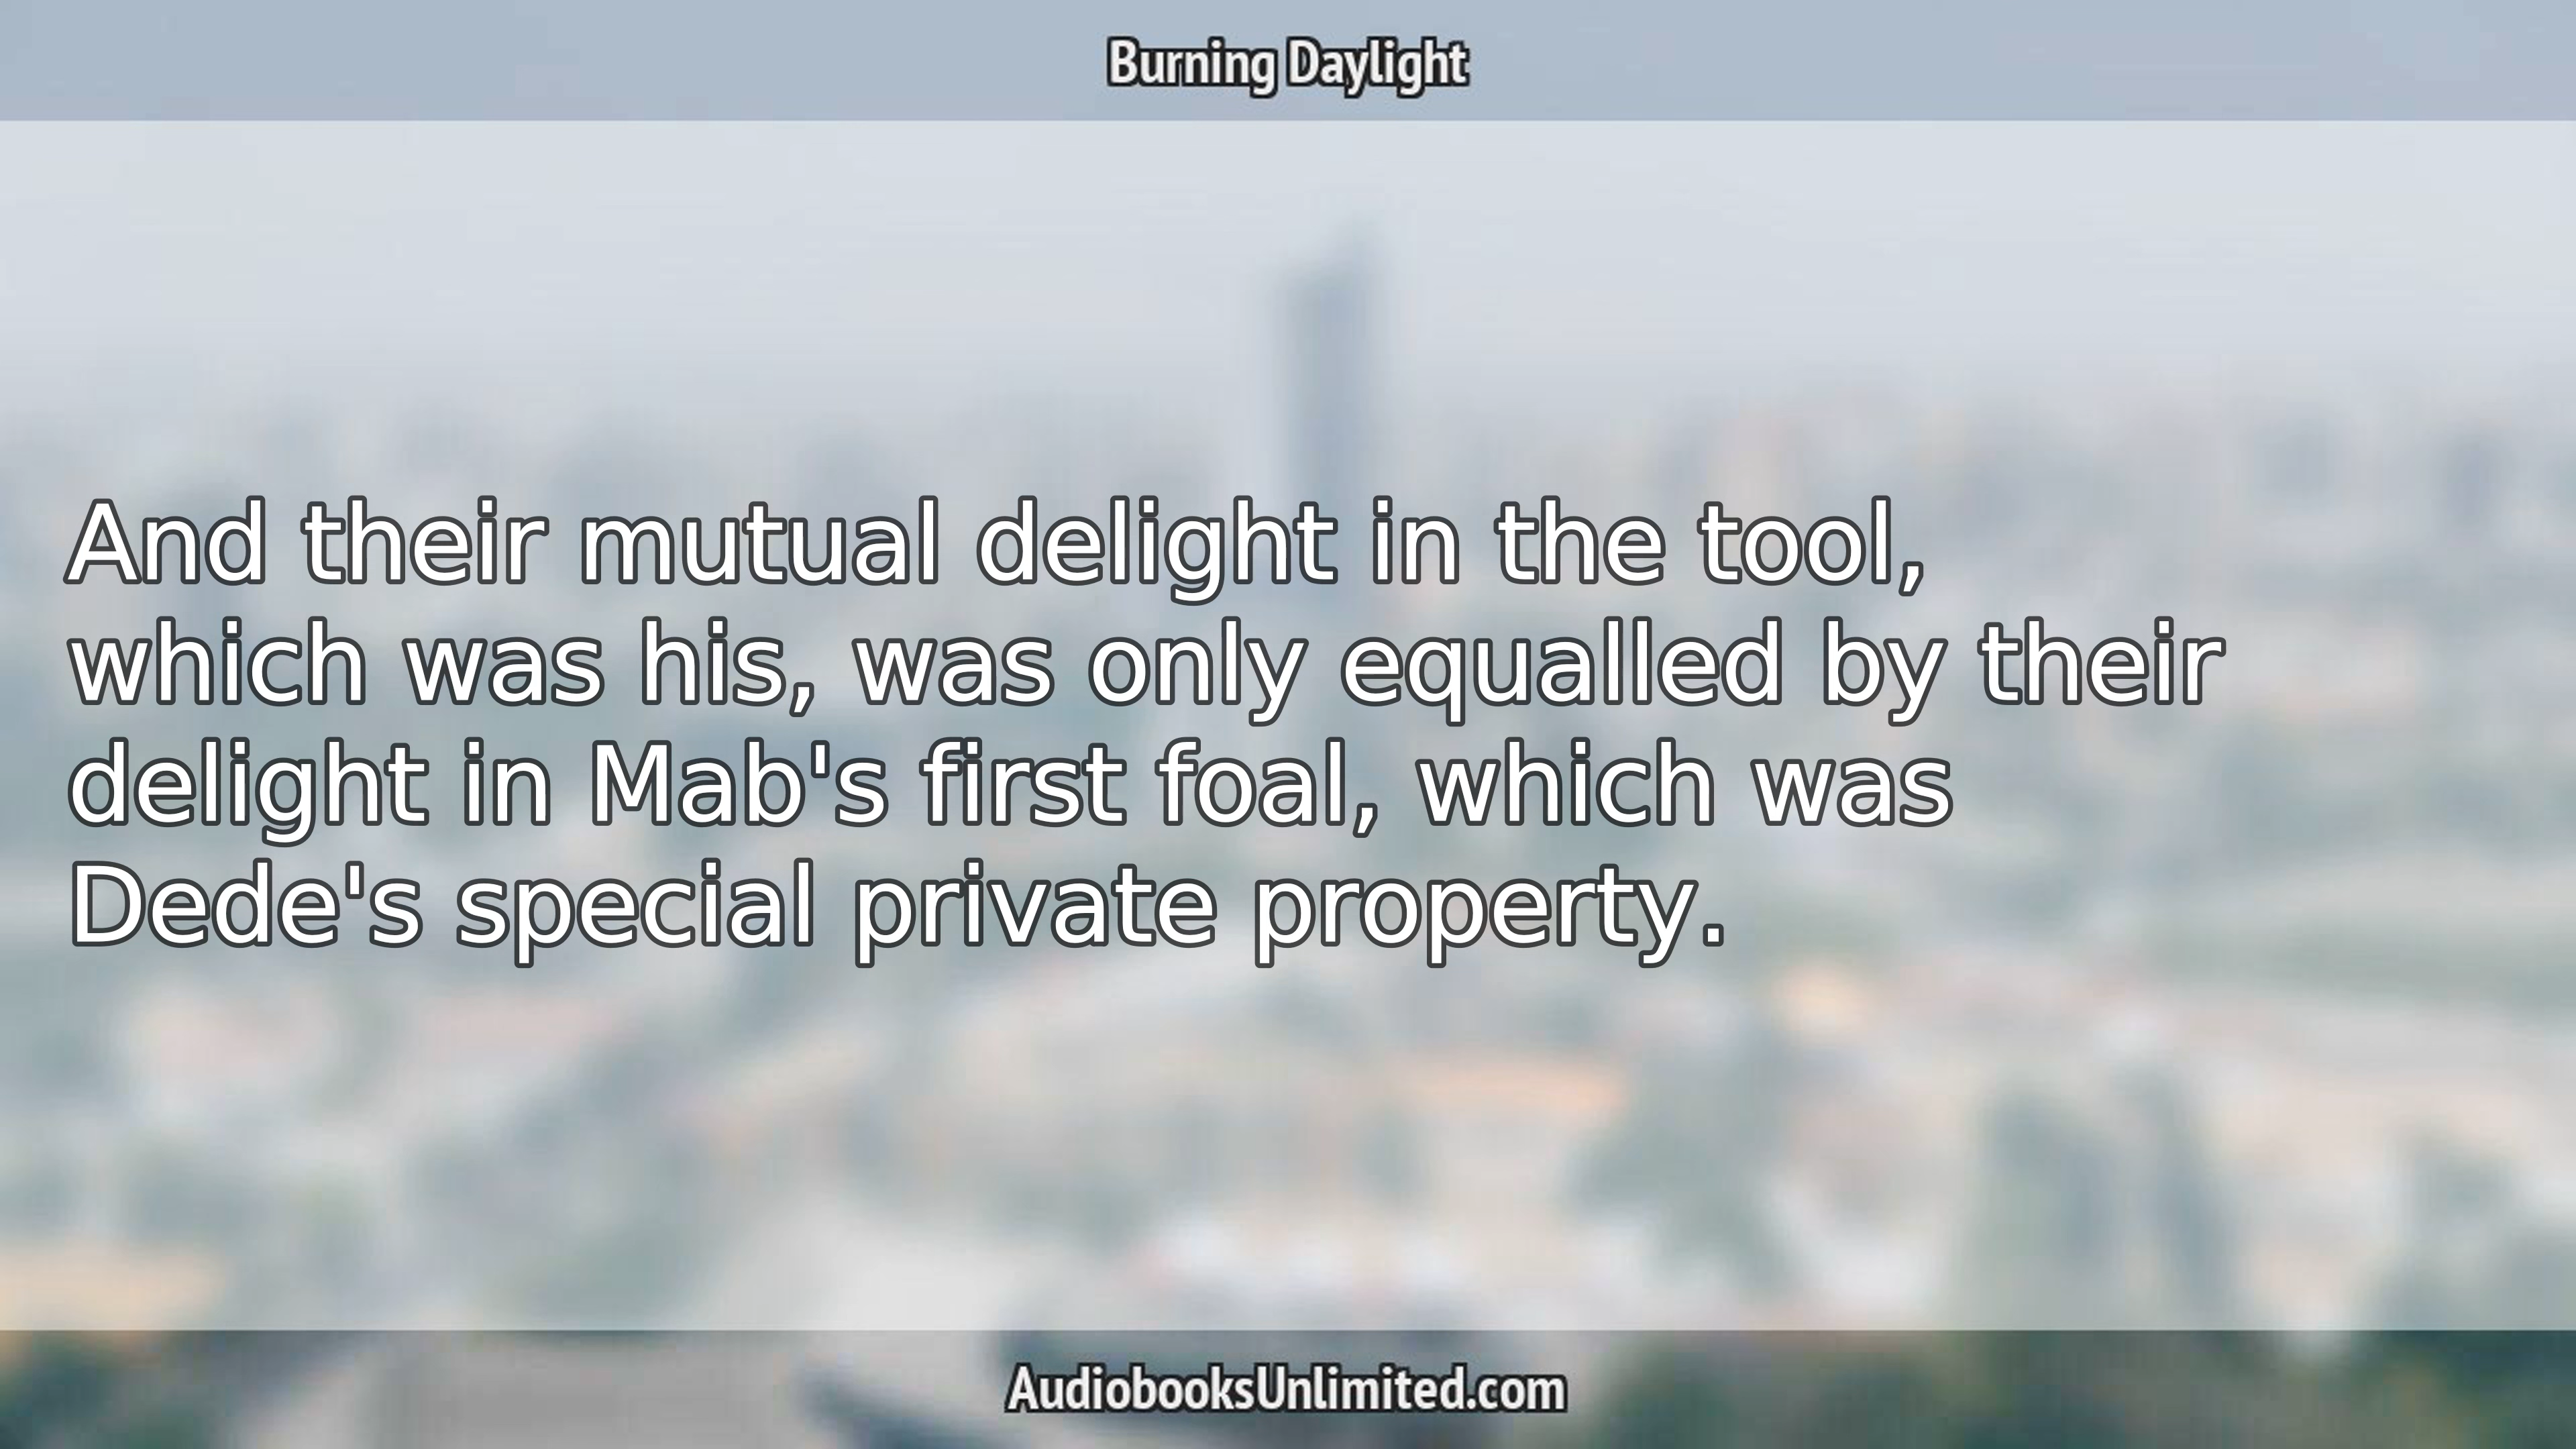 Burning Daylight
And their mutual delight in the tool,
which was his, was only equalled by their
delight in Mab's first foal, which was
Dede's special private property.
AudiobooksUnlimited.com